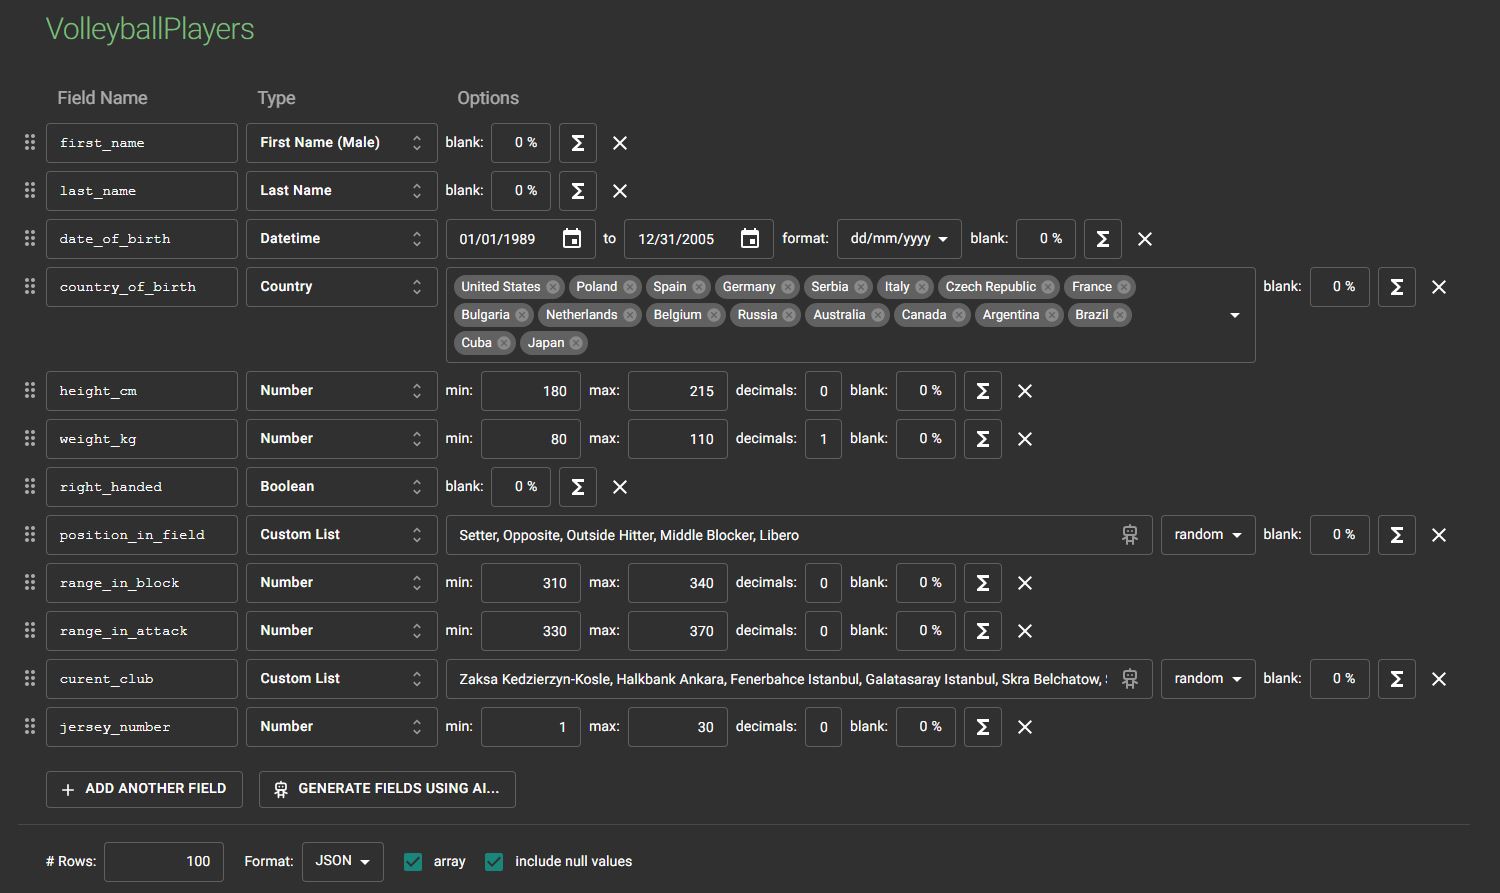 VolleyballPlayers
Field Name Type Options
first_name First Name (Male) blank: 0 %
last_name Last Name blank: 0 %
date_of_birth Datetime 01/01/1989 to 12/31/2005 format: dd/mm/yyyy blank: 0 %
country_of_birth Country United States Poland Spain Germany Serbia Italy Czech Republic France blank: 0 %
Bulgaria Netherlands Belgium Russia Australia Canada Argentina Brazil
Cuba Japan
height_cm Number min: 180 max: 215 decimals: 0 blank: 0 %
weight_kg Number min: 80 max: 110 decimals: 1 blank: 0 %
right_handed Boolean blank: 0 %
position_in_field Custom List Setter, Opposite, Outside Hitter, Middle Blocker, Libero random blank: 0 %
range_in_block Number min: 310 max: 340 decimals: 0 blank: 0 %
range_in_attack Number min: 330 max: 370 decimals: 0 blank: 0 %
curent_club Custom List Zaksa Kedzierzyn-Kosle, Halkbank Ankara, Fenerbahce Istanbul, Galatasaray Istanbul, Skra Belchatow, random blank: 0 %
jersey_number Number min: 1 max: 30 decimals: 0 blank: 0 %
+ ADD ANOTHER FIELD GENERATE FIELDS USING AI...
# Rows: 100 Format: JSON array include null values